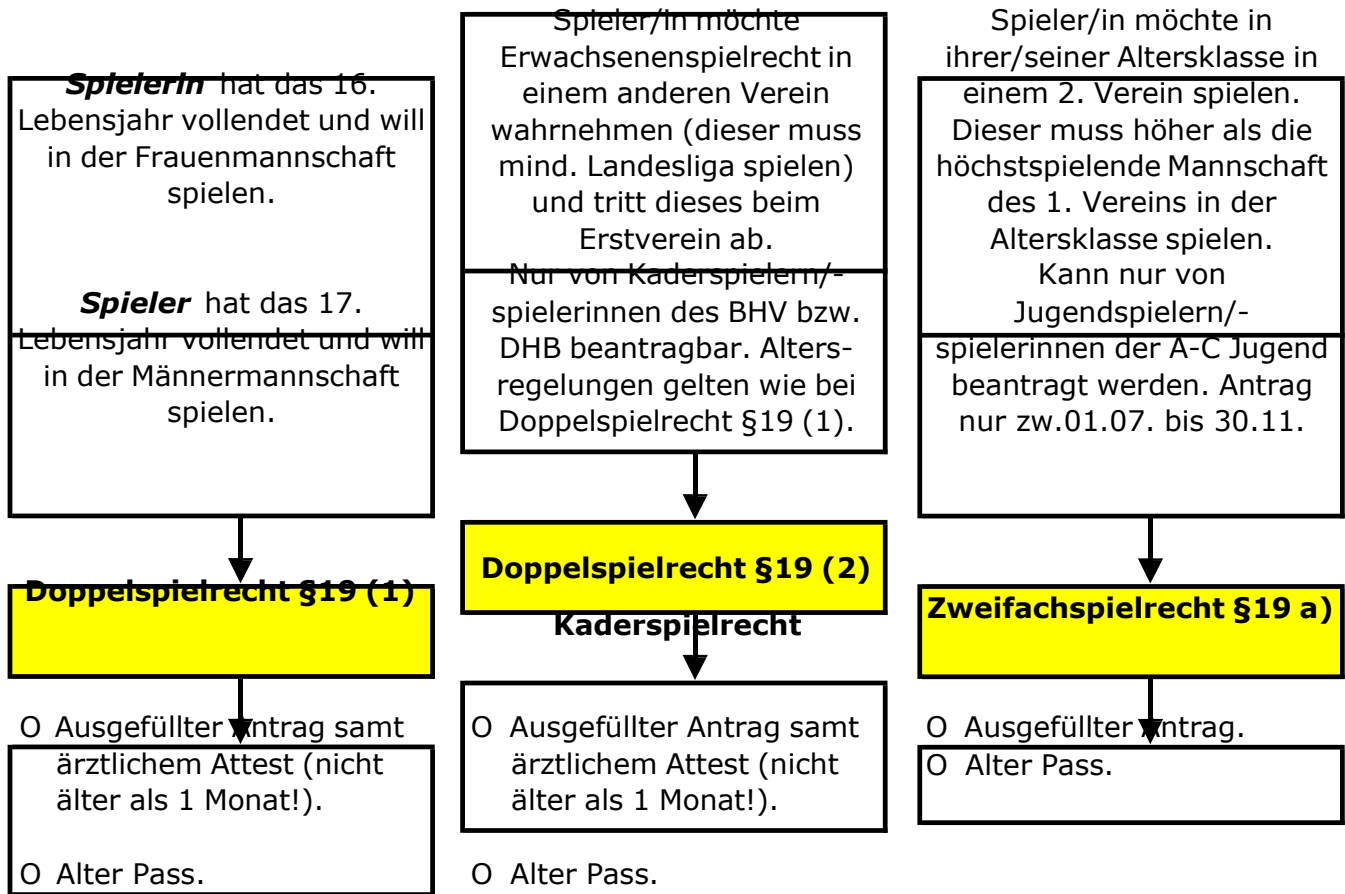 Spielerin hat das 16.
Lebensjahr vollendet und will
in der Frauenmannschaft
spielen.
Spieler hat das 17.
Lebensjahr vollendet und will
in der Männermannschaft
spielen.
Doppelspielrecht §19 (1)
O Ausgefüllter Antrag samt
ärztlichem Attest (nicht
älter als 1 Monat!).
O Alter Pass.
Spieler/in möchte
Erwachsenenspielrecht in
einem anderen Verein
wahrnehmen (dieser muss
mind. Landesliga spielen)
und tritt dieses beim
Erstverein ab.
Nur von Kaderspielern/-
spielerinnen des BHV bzw.
DHB beantragbar. Alters-
regelungen gelten wie bei
Doppelspielrecht §19 (1).
Doppelspielrecht §19 (2)
Kaderspielrecht
O Ausgefüllter Antrag samt
ärztlichem Attest (nicht
älter als 1 Monat!).
O Alter Pass.
Spieler/in möchte in
ihrer/seiner Altersklasse in
einem 2. Verein spielen.
Dieser muss höher als die
höchstspielende Mannschaft
des 1. Vereins in der
Altersklasse spielen.
Kann nur von
Jugendspielern/-
spielerinnen der A-C Jugend
beantragt werden. Antrag
nur zw.01.07. bis 30.11.
Zweifachspielrecht §19 a)
O Ausgefüllter Antrag.
O Alter Pass.